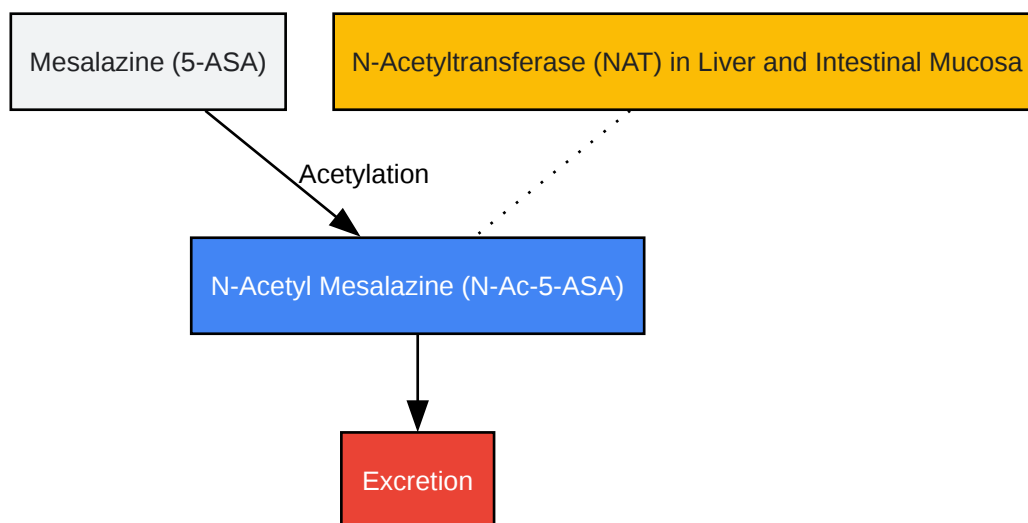 Mesalazine (5-ASA)
N-Acetyltransferase (NAT) in Liver and Intestinal Mucosa
Acetylation
N-Acetyl Mesalazine (N-Ac-5-ASA)
Excretion